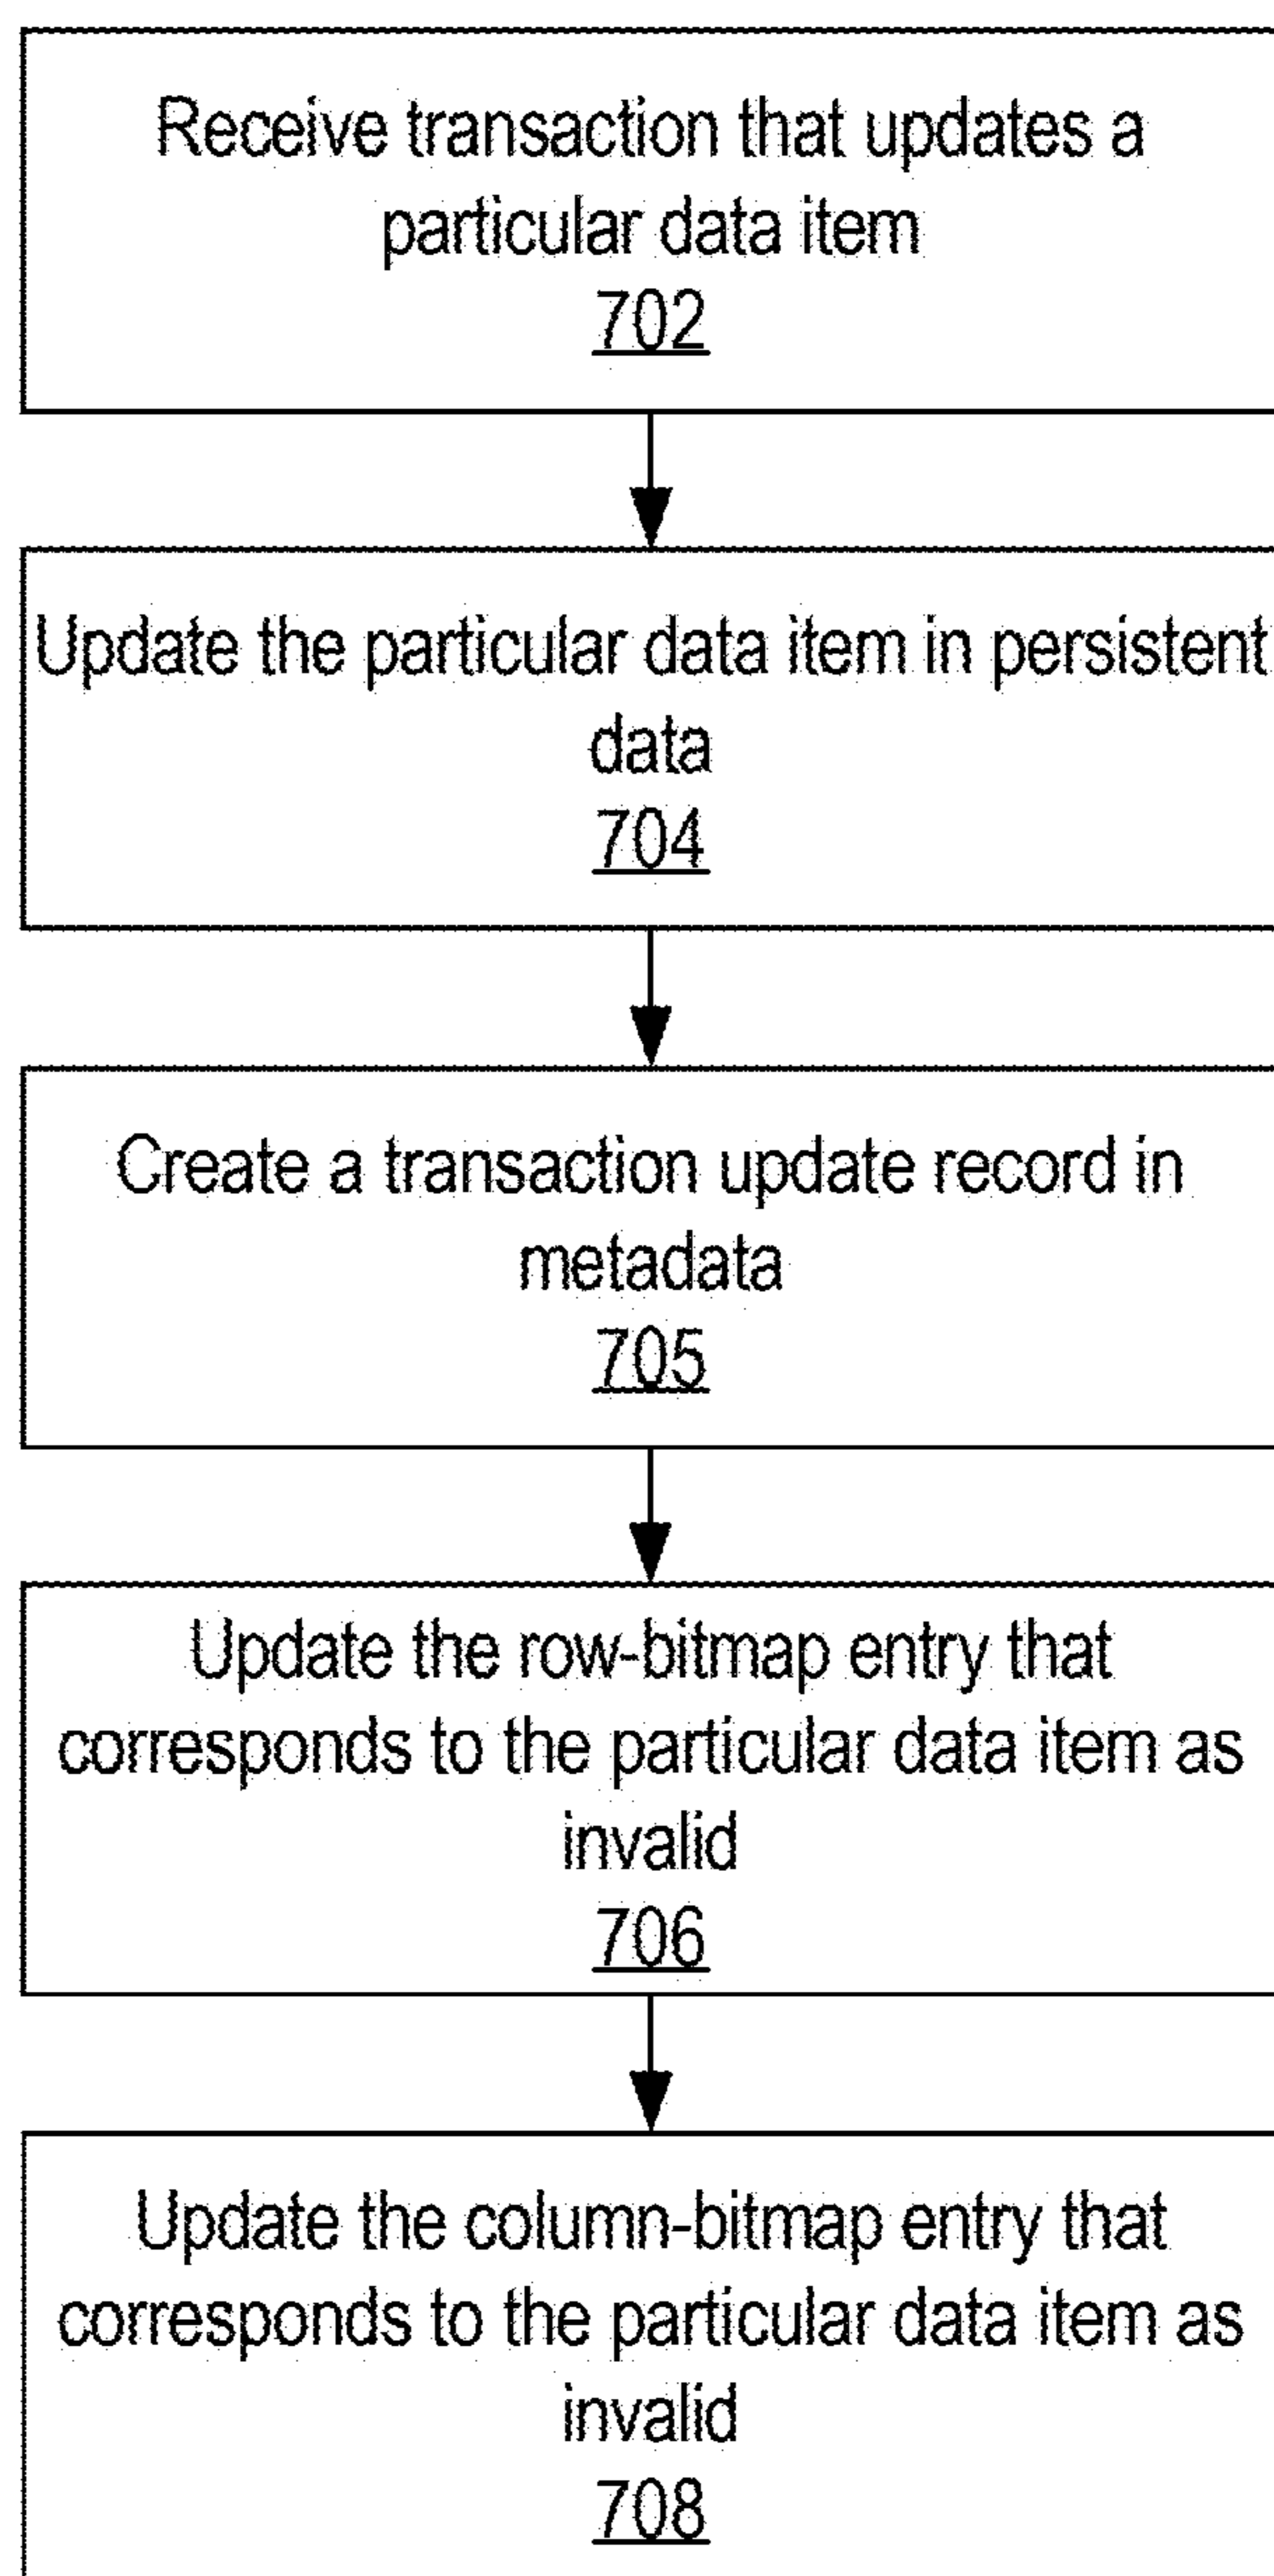 Receive transaction that updates a
particular data item
702
Update the particular data item in persistent
data
704
Create a transaction update record in
metadata
705
Update the row-bitmap entry that
corresponds to the particular data item as
invalid
706
Update the column-bitmap entry that
corresponds to the particular data item as
invalid
708